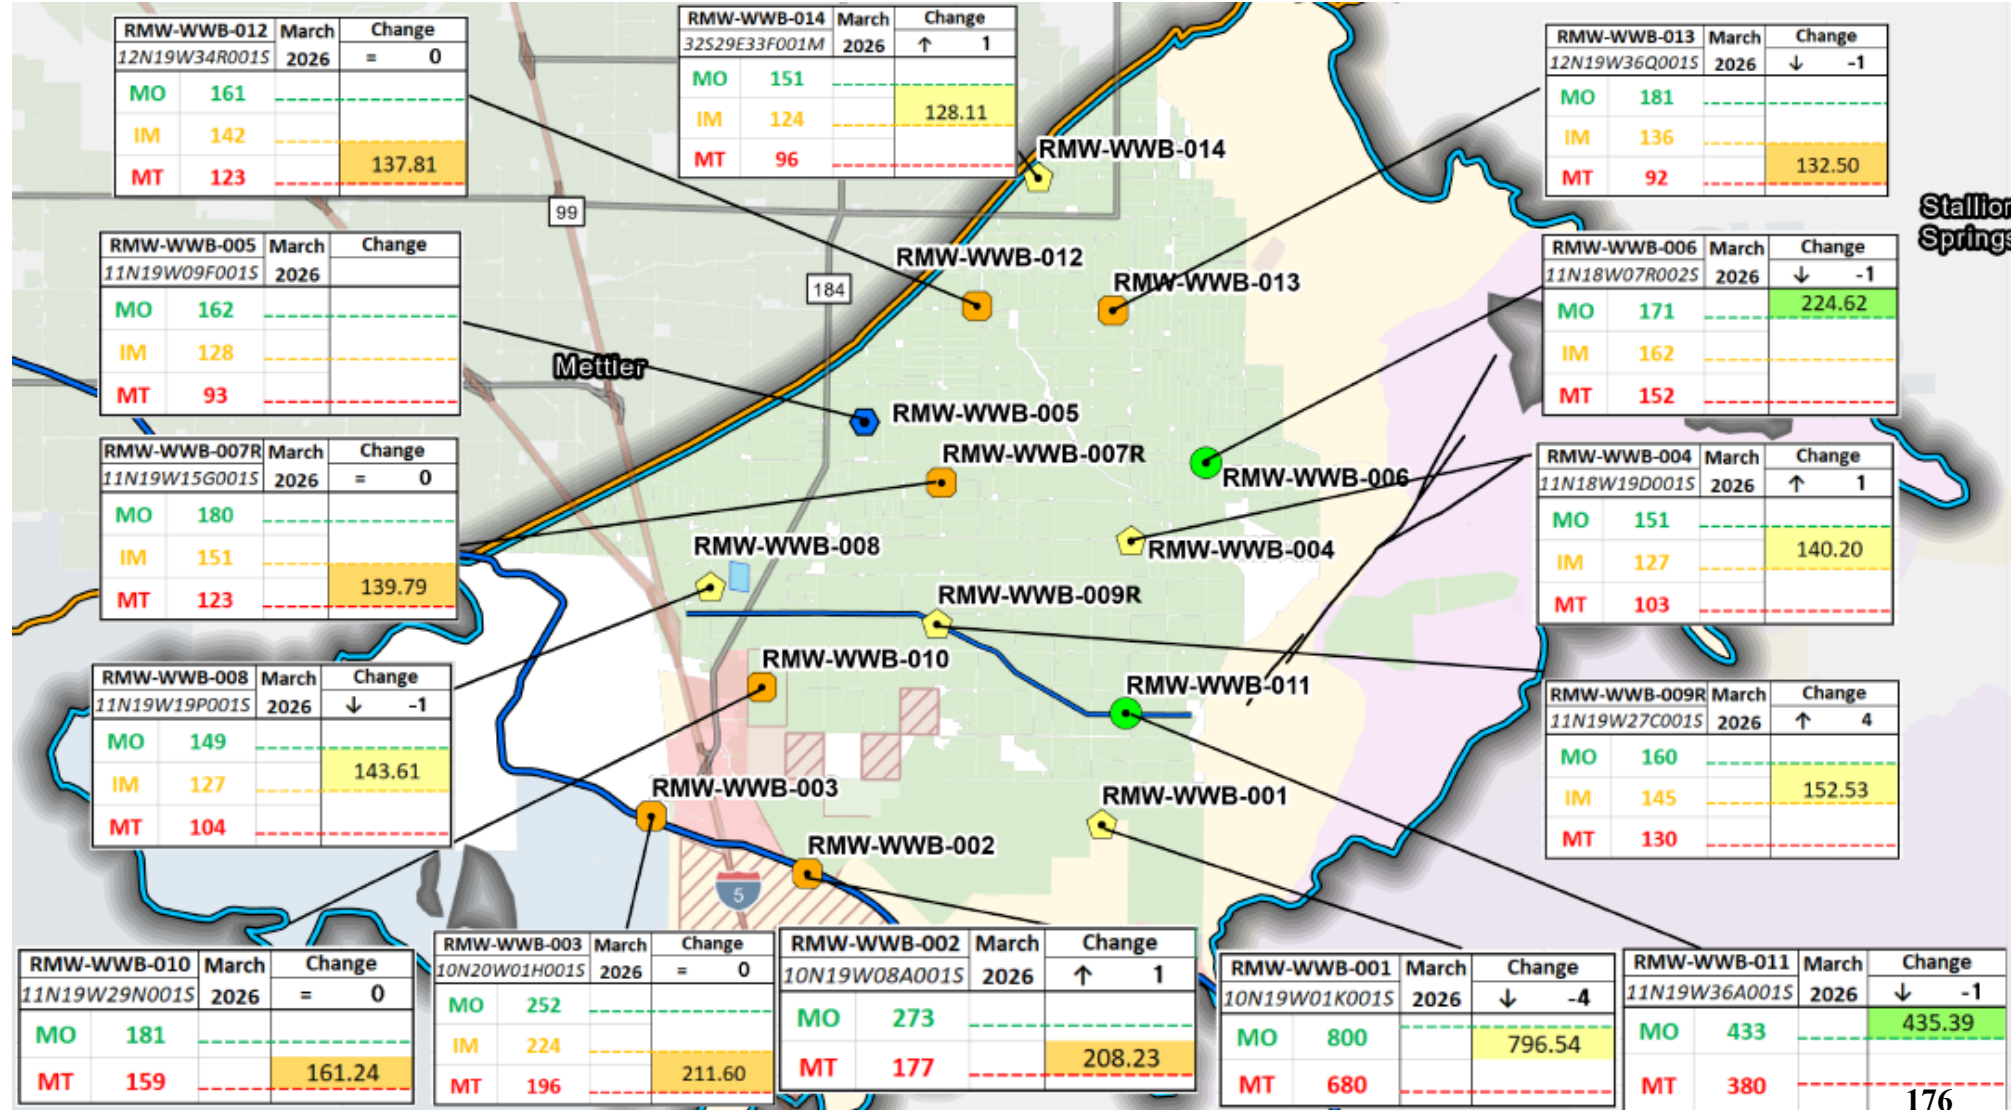 RMW-WWB-012 March Change
12N19W34R001S 2026 = 0
MO 161
IM 142
MT 123 137.81
RMW-WWB-014 March Change
32S29E33F001M 2026 ↑ 1
MO 151
IM 124 128.11
MT 96
RMW-WWB-013 March Change
12N19W36Q001S 2026 ↓ -1
MO 181
IM 136
MT 92 132.50
RMW-WWB-005 March Change
11N19W09F001S 2026
MO 162
IM 128
MT 93
RMW-WWB-006 March Change
11N18W07R002S 2026 ↓ -1
MO 171 224.62
IM 162
MT 152
RMW-WWB-007R March Change
11N19W15G001S 2026 = 0
MO 180
IM 151
MT 123 139.79
RMW-WWB-004 March Change
11N18W19D001S 2026 ↑ 1
MO 151
IM 127 140.20
MT 103
RMW-WWB-008 March Change
11N19W19P001S 2026 ↓ -1
MO 149
IM 127 143.61
MT 104
RMW-WWB-009R March Change
11N19W27C001S 2026 ↑ 4
MO 160
IM 145 152.53
MT 130
RMW-WWB-010 March Change
11N19W29N001S 2026 = 0
MO 181
MT 159 161.24
RMW-WWB-003 March Change
10N20W01H001S 2026 = 0
MO 252
IM 224
MT 196 211.60
RMW-WWB-002 March Change
10N19W08A001S 2026 ↑ 1
MO 273
MT 177 208.23
RMW-WWB-001 March Change
10N19W01K001S 2026 ↓ -4
MO 800 796.54
MT 680
RMW-WWB-011 March Change
11N19W36A001S 2026 ↓ -1
MO 433 435.39
MT 380
RMW-WWB-014
99
Stallion
Springs
RMW-WWB-012
RMW-WWB-013
184
Mettler
RMW-WWB-005
RMW-WWB-007R
RMW-WWB-006
RMW-WWB-008
RMW-WWB-004
RMW-WWB-009R
RMW-WWB-010
RMW-WWB-011
RMW-WWB-003
RMW-WWB-001
RMW-WWB-002
5
176